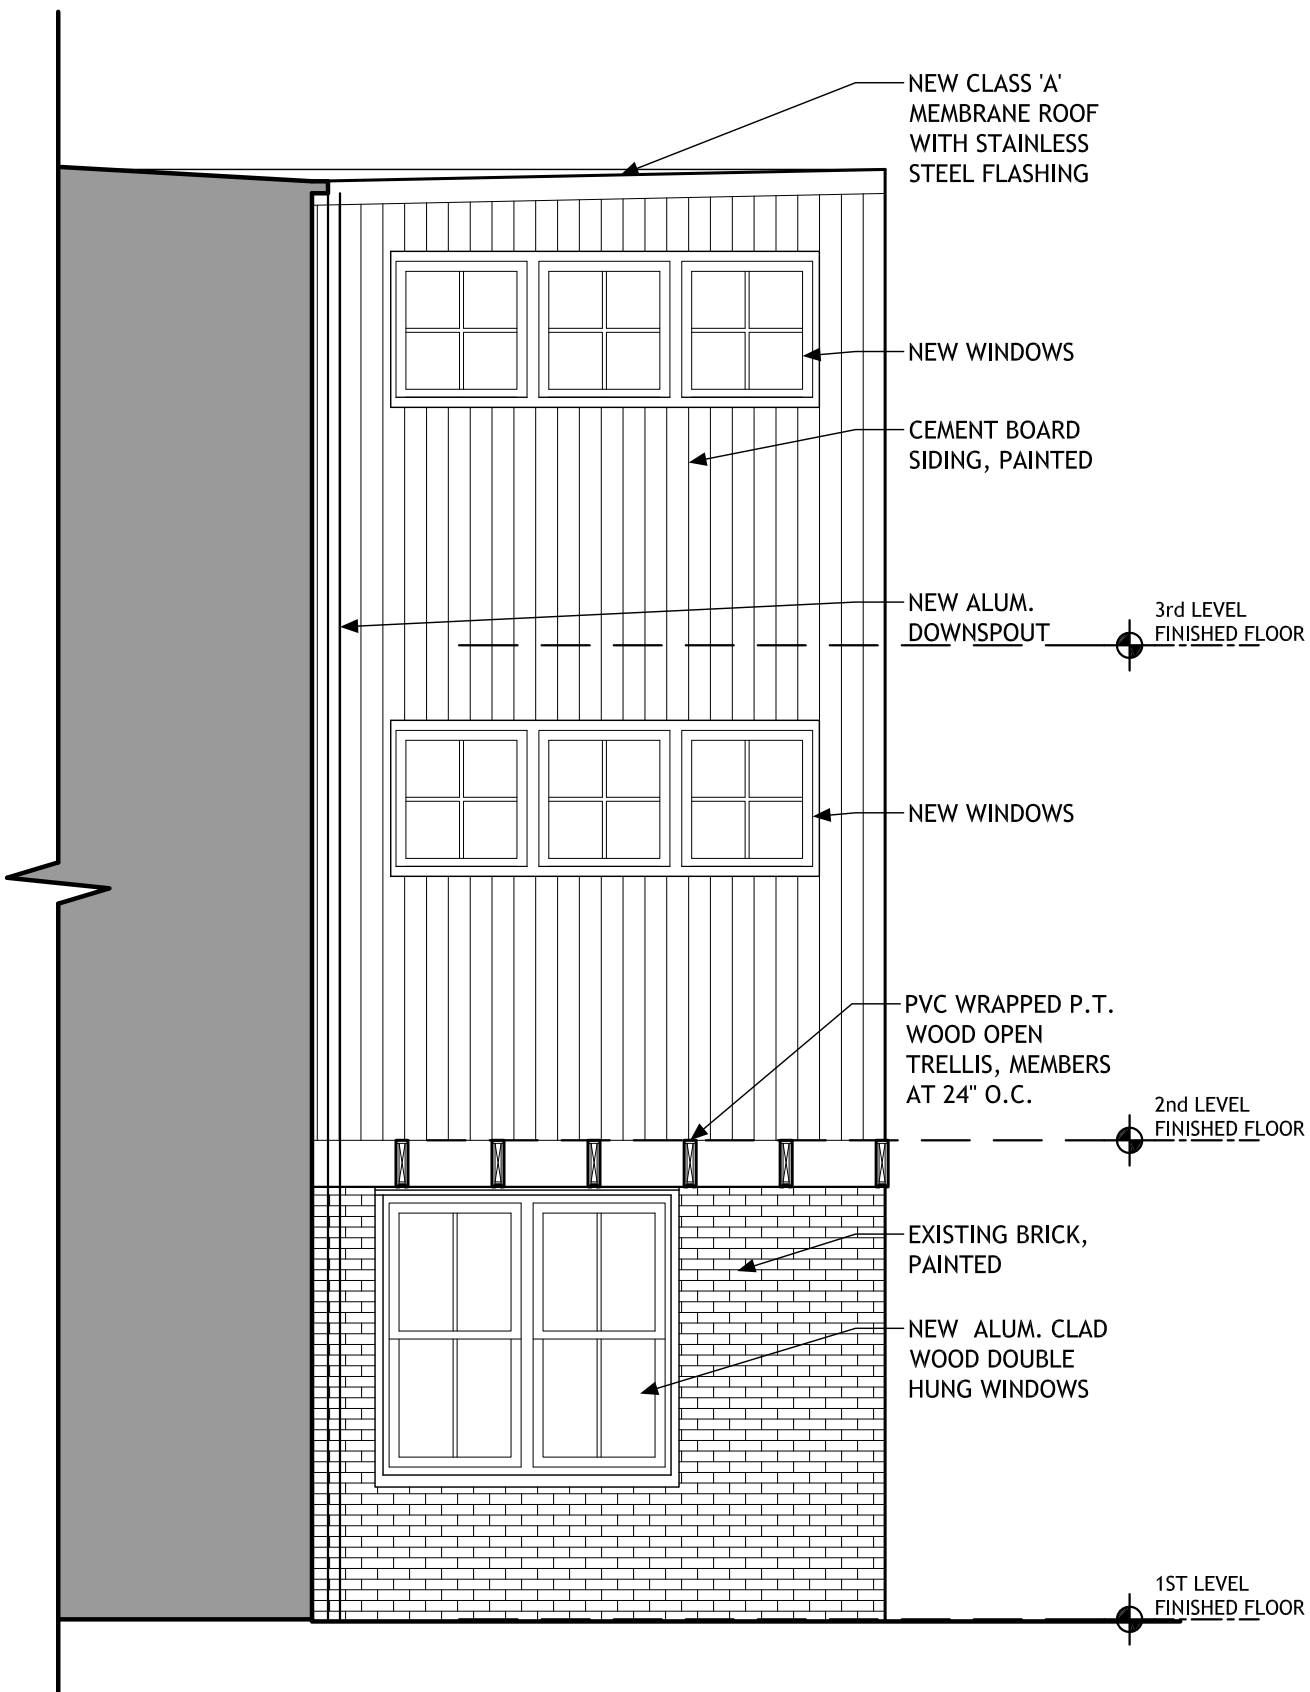 NEW CLASS 'A'
MEMBRANE ROOF
WITH STAINLESS
STEEL FLASHING
NEW WINDOWS
CEMENT BOARD
SIDING, PAINTED
NEW ALUM.
DOWNSPOUT
3rd LEVEL
FINISHED FLOOR
NEW WINDOWS
PVC WRAPPED P.T.
WOOD OPEN
TRELLIS, MEMBERS
AT 24" O.C.
2nd LEVEL
FINISHED FLOOR
EXISTING BRICK,
PAINTED
NEW ALUM. CLAD
WOOD DOUBLE
HUNG WINDOWS
1ST LEVEL
FINISHED FLOOR